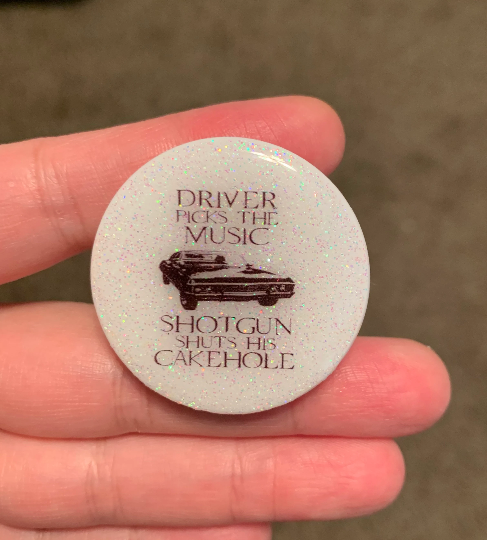 DRIVER
PICKS THE
MUSIC
SHOTGUN
SHUTS HIS
CAKEHOLE